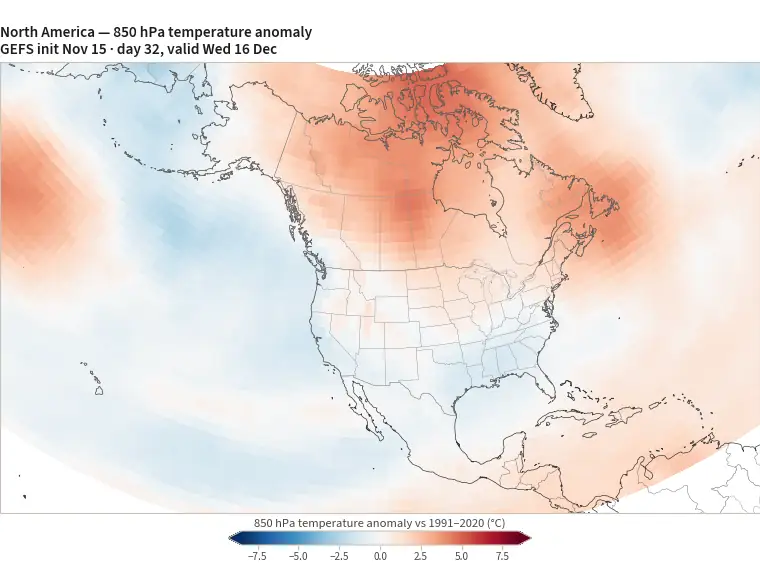 North America — 850 hPa temperature anomaly
GEFS init Nov 15 · day 32, valid Wed 16 Dec
850 hPa temperature anomaly vs 1991–2020 (°C)
−7.5 −5.0 −2.5 0.0 2.5 5.0 7.5